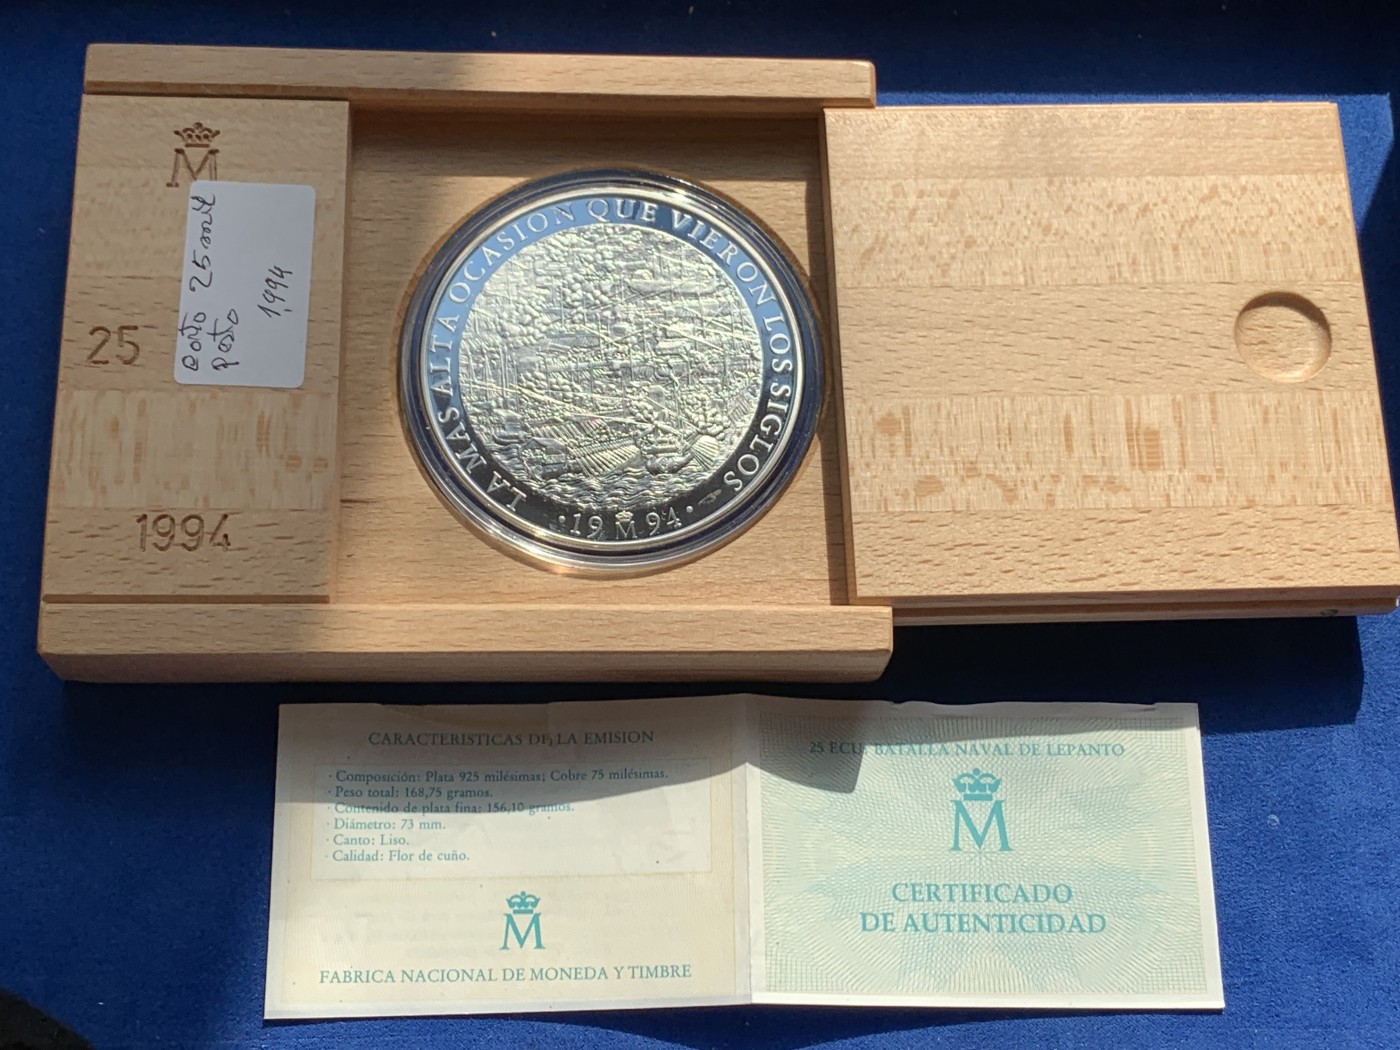 M
25
1994
25 mil
1994
LA MAS ALTA OCASION QUE VIERON LOS SIGLOS
· 19 M 94 ·
CARACTERISTICAS DE LA EMISION
· Composición: Plata 925 milésimas; Cobre 75 milésimas.
· Peso total: 168,75 gramos.
· Contenido de plata fina: 156,10 gramos.
· Diámetro: 73 mm.
· Canto: Liso.
· Calidad: Flor de cuño.
M
FABRICA NACIONAL DE MONEDA Y TIMBRE
25 ECU: BATALLA NAVAL DE LEPANTO
M
CERTIFICADO
DE AUTENTICIDAD